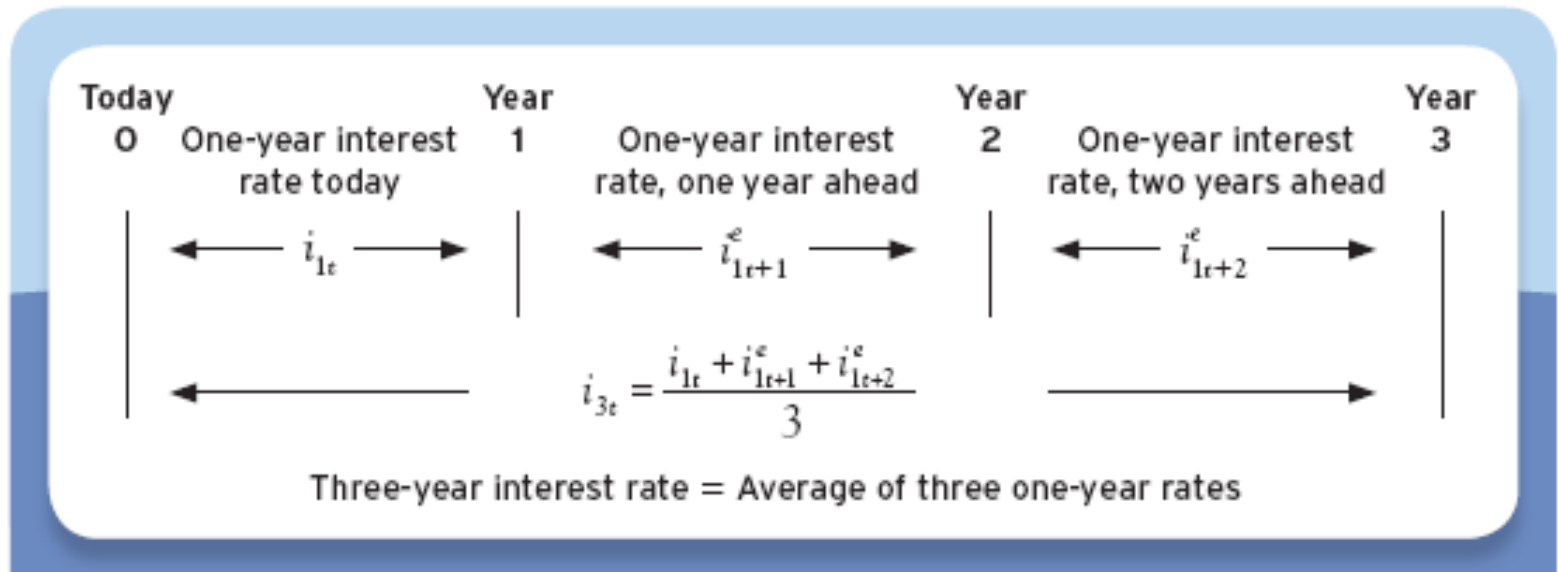 Today Year Year Year
0 One-year interest 1 One-year interest 2 One-year interest 3
rate today rate, one year ahead rate, two years ahead
i₁ₜ iᵉ₁ₜ₊₁ iᵉ₁ₜ₊₂
i₃ₜ = (i₁ₜ + iᵉ₁ₜ₊₁ + iᵉ₁ₜ₊₂) / 3
Three-year interest rate = Average of three one-year rates